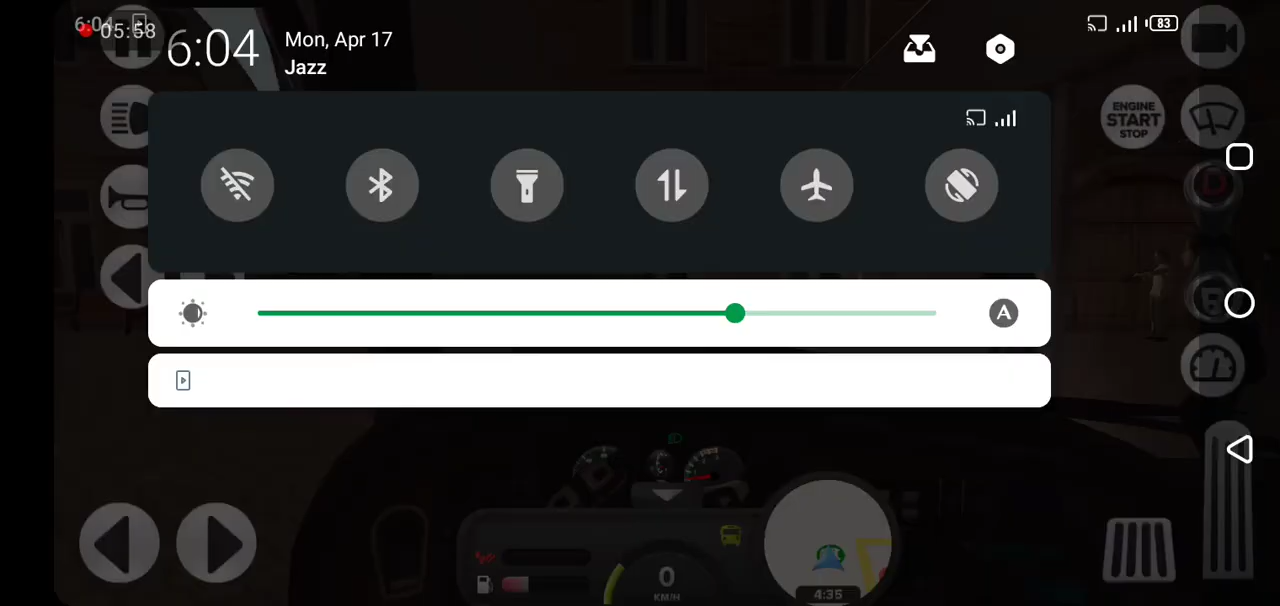 6:04
05:58
6:04
Mon, Apr 17
Jazz
83
ENGINE
START
STOP
D
A
0
KM/H
4:35